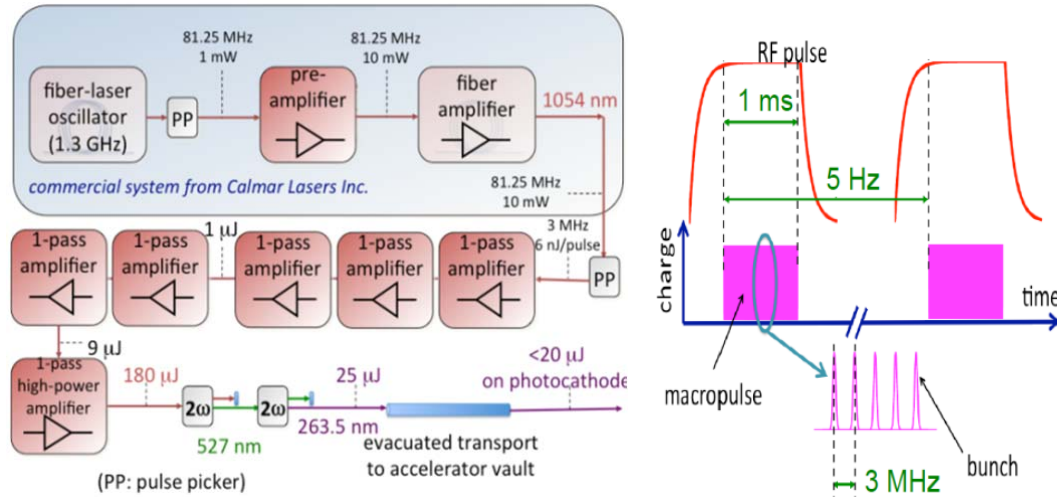 81.25 MHz
1 mW
81.25 MHz
10 mW
fiber-laser
oscillator
(1.3 GHz)
PP
pre-
amplifier
fiber
amplifier
1054 nm
commercial system from Calmar Lasers Inc.
81.25 MHz
10 mW
3 MHz
6 nJ/pulse
1-pass
amplifier
1-pass
amplifier
1 µJ
1-pass
amplifier
1-pass
amplifier
1-pass
amplifier
PP
9 µJ
1-pass
high-power
amplifier
180 µJ
2ω
527 nm
2ω
25 µJ
263.5 nm
<20 µJ
on photocathode
evacuated transport
to accelerator vault
(PP: pulse picker)
RF pulse
1 ms
5 Hz
charge
time
macropulse
bunch
3 MHz